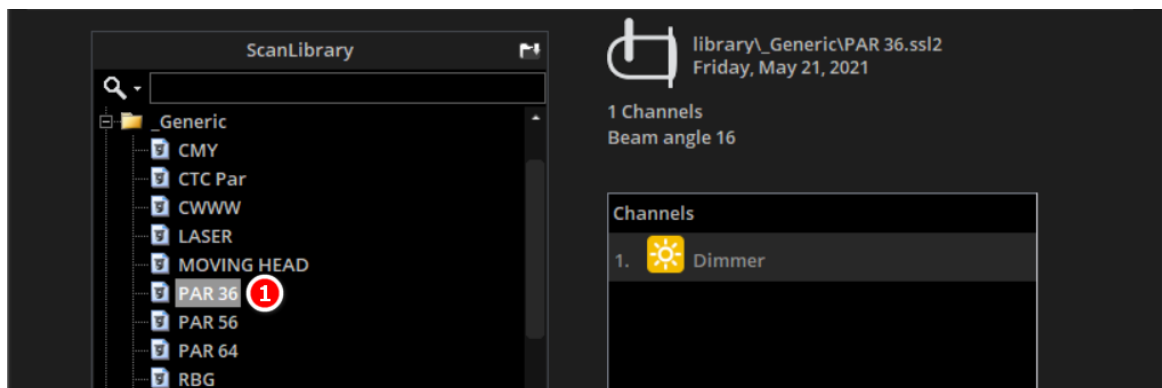 ScanLibrary
_Generic
CMY
CTC Par
CWWW
LASER
MOVING HEAD
PAR 36
1
PAR 56
PAR 64
RBG
library\_Generic\PAR 36.ssl2
Friday, May 21, 2021
1 Channels
Beam angle 16
Channels
1. Dimmer